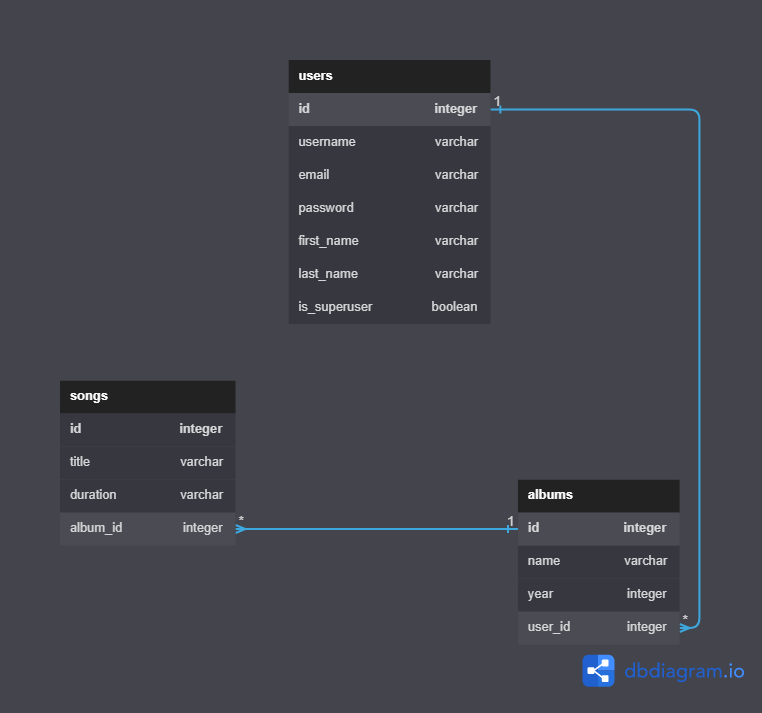 users
id integer
1
username varchar
email varchar
password varchar
first_name varchar
last_name varchar
is_superuser boolean
songs
id integer
title varchar
duration varchar
album_id integer
*
1
albums
id integer
name varchar
year integer
user_id integer
*
dbdiagram.io